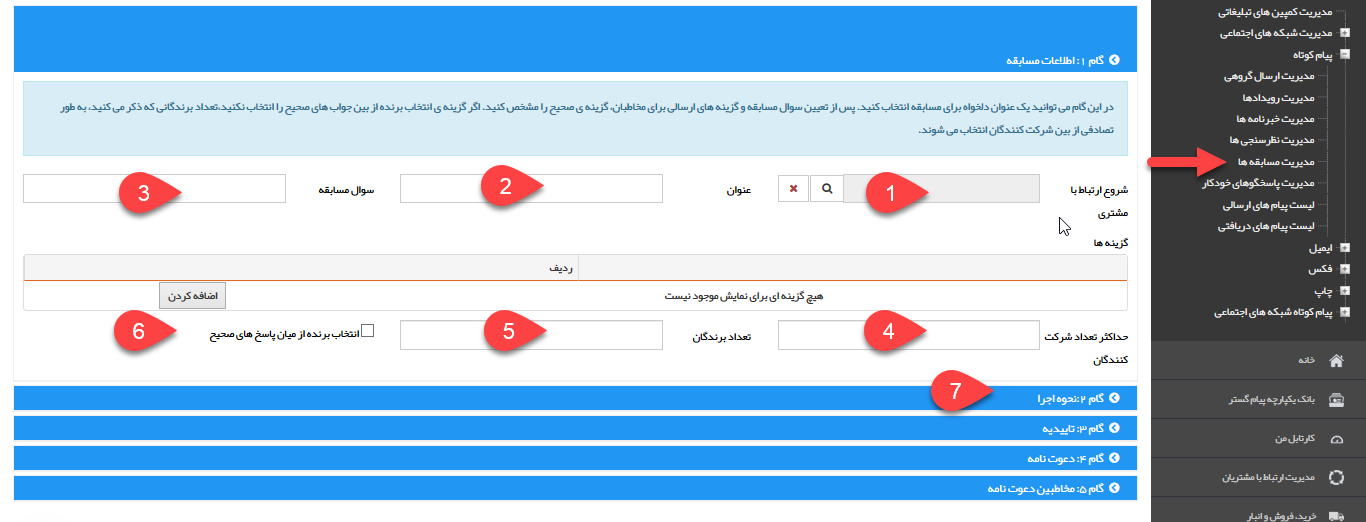 مدیریت کمپین های تبلیغاتی
مدیریت شبکه های اجتماعی
پیام کوتاه
مدیریت ارسال گروهی
مدیریت رویدادها
مدیریت خبرنامه ها
مدیریت نظرسنجی ها
مدیریت مسابقه ها
مدیریت پاسخگوهای خودکار
لیست پیام های ارسالی
لیست پیام های دریافتی
ایمیل
فکس
چاپ
پیام کوتاه شبکه های اجتماعی
خانه
بانک یکپارچه پیام گستر
کارتابل من
مدیریت ارتباط با مشتریان
خرید، فروش و انبار
گام ۱: اطلاعات مسابقه
در این گام می توانید یک عنوان دلخواه برای مسابقه انتخاب کنید. پس از تعیین سوال مسابقه و گزینه های ارسالی برای مخاطبان، گزینه ی صحیح را مشخص کنید. اگر گزینه ی انتخاب برنده از بین جواب های صحیح را انتخاب نکنید،تعداد برندگانی که ذکر می کنید، به طور
تصادفی از بین شرکت کنندگان انتخاب می شوند.
شروع ارتباط با 1 عنوان 2 سوال مسابقه 3
مشتری
گزینه ها
ردیف
هیچ گزینه ای برای نمایش موجود نیست اضافه کردن
حداکثر تعداد شرکت 4 تعداد برندگان 5 انتخاب برنده از میان پاسخ های صحیح 6
کنندگان
گام ۲:نحوه اجرا 7
گام ۳: تاییدیه
گام ۴: دعوت نامه
گام ۵: مخاطبین دعوت نامه